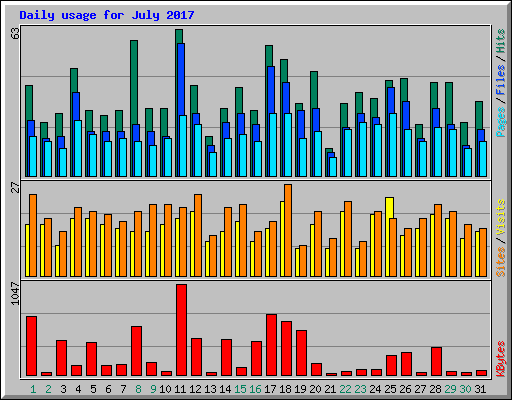 Daily usage for July 2017
63
Pages/Files/Hits
27
Sites/Visits
1047
KBytes
1 2 3 4 5 6 7 8 9 10 11 12 13 14 15 16 17 18 19 20 21 22 23 24 25 26 27 28 29 30 31